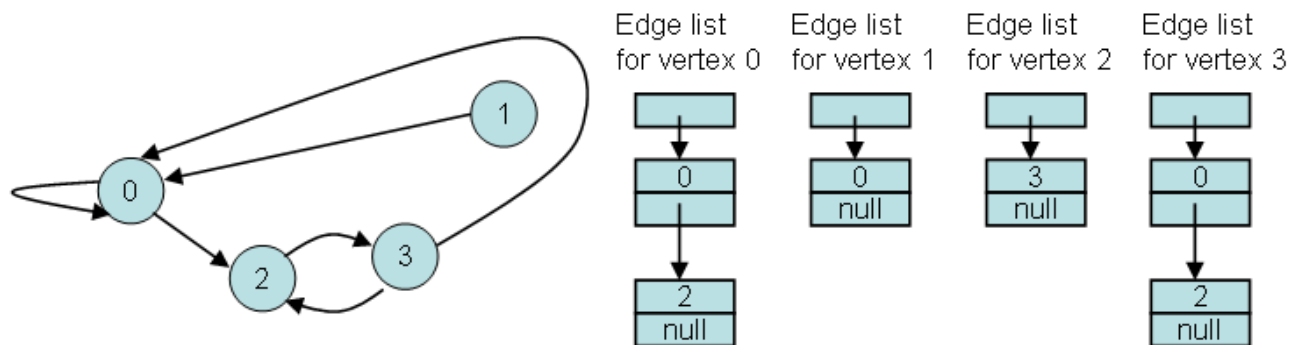 Edge list
for vertex 0
Edge list
for vertex 1
Edge list
for vertex 2
Edge list
for vertex 3
1
0
2
3
0
2
null
0
null
3
null
0
2
null